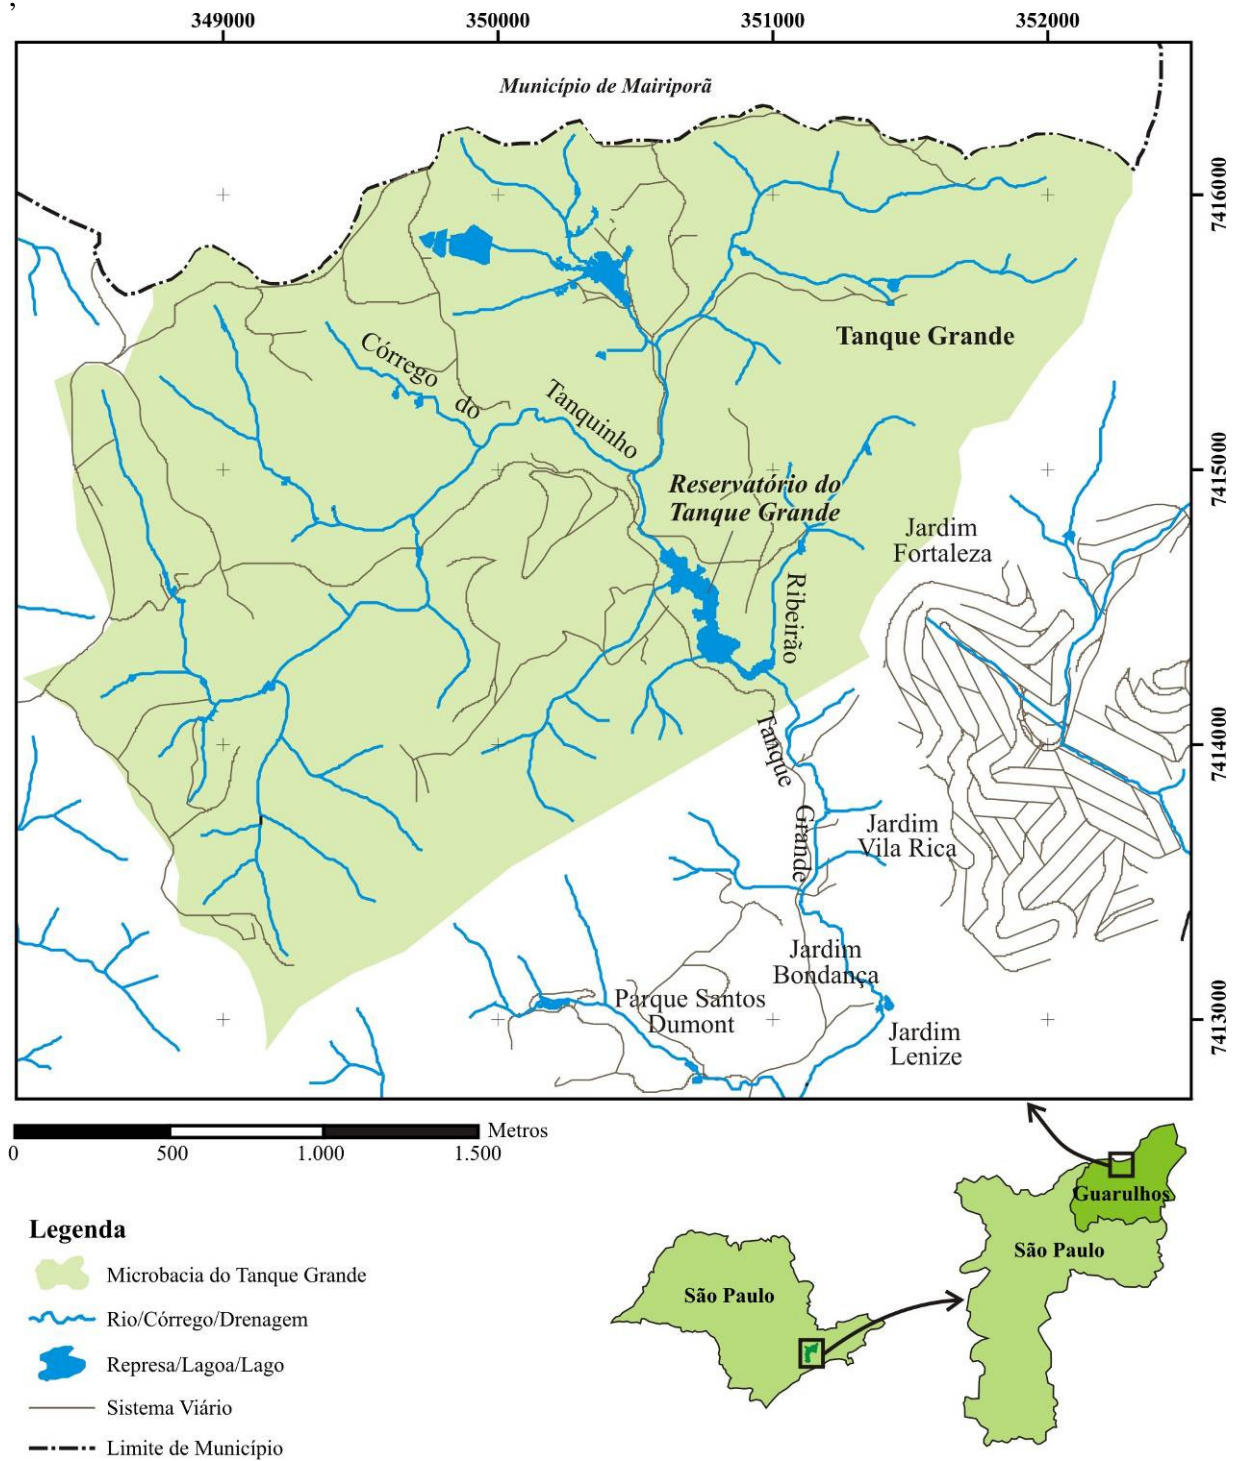 ,
349000
350000
351000
352000
Município de Mairiporã
7416000
Tanque Grande
Córrego do Tanquinho
7415000
Reservatório do
Tanque Grande
Jardim
Fortaleza
Ribeirão Tanque Grande
7414000
Jardim
Vila Rica
Jardim
Bondança
Parque Santos
Dumont
7413000
Jardim
Lenize
Metros
0
500
1.000
1.500
Legenda
Microbacia do Tanque Grande
Rio/Córrego/Drenagem
Represa/Lagoa/Lago
Sistema Viário
Limite de Município
São Paulo
Guarulhos
São Paulo